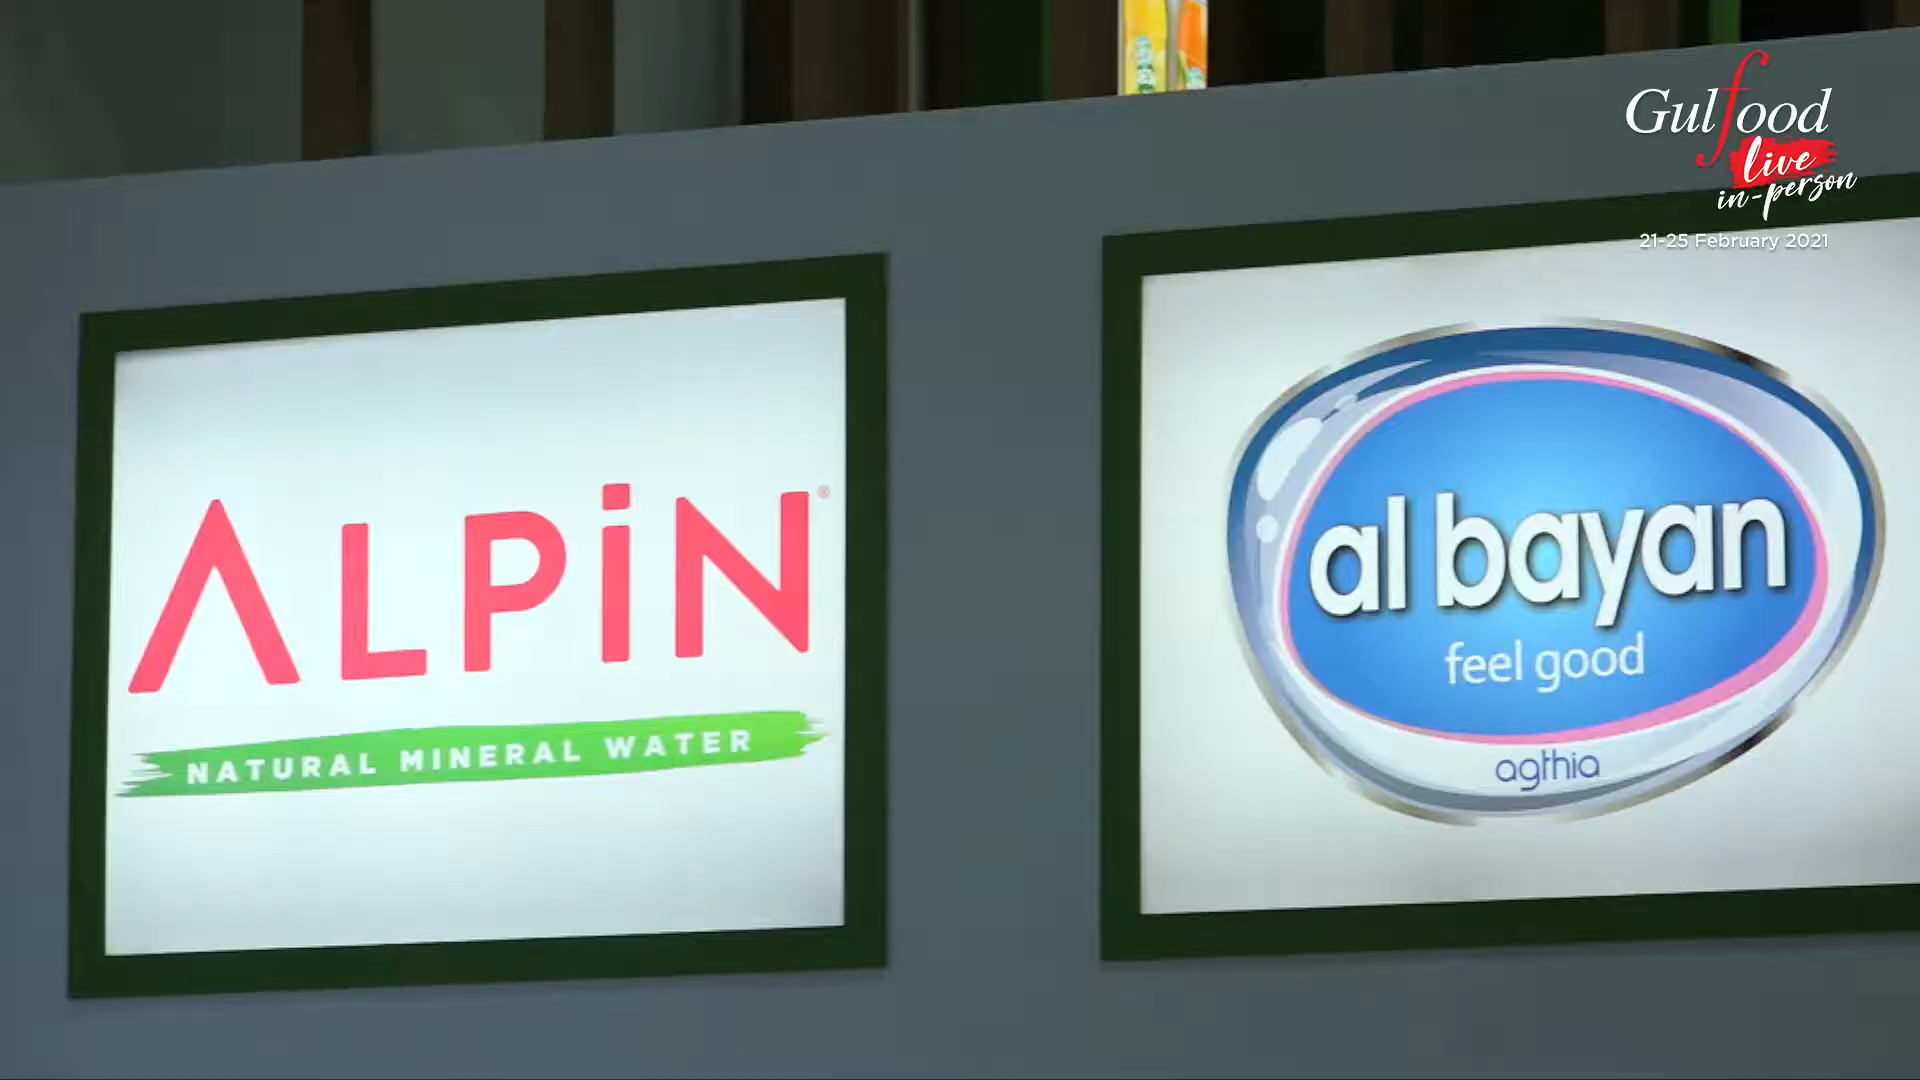 Gulfood
live
in-person
21-25 February 2021
ALPiN®
NATURAL MINERAL WATER
al bayan
feel good
agthia